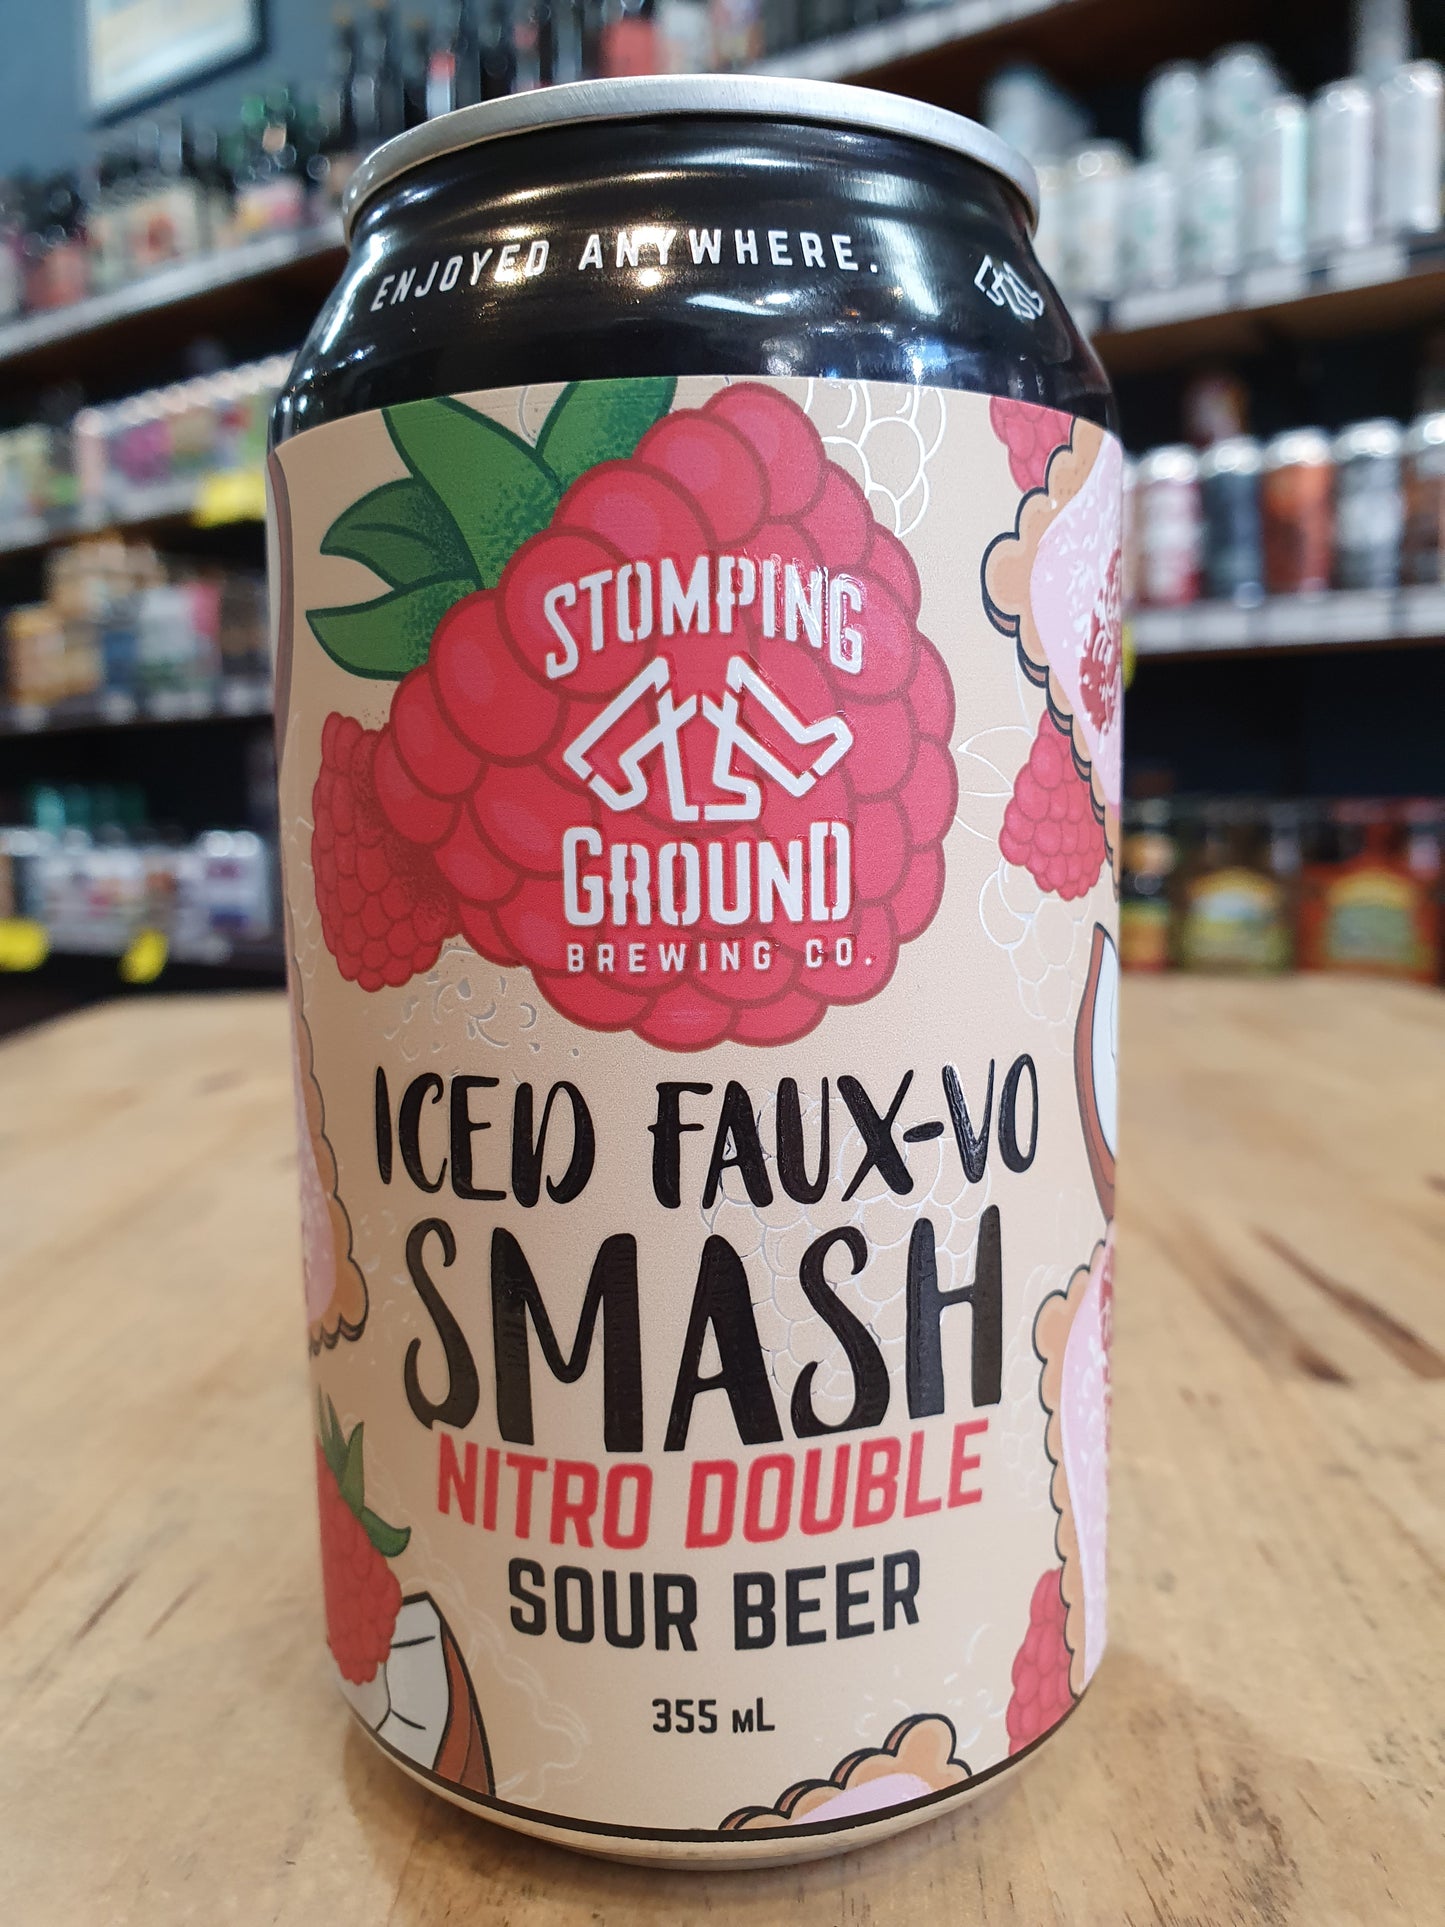 ENJOYED ANYWHERE.
STOMPING
GROUND
BREWING CO.
ICED FAUX-VO
SMASH
NITRO DOUBLE
SOUR BEER
355 mL